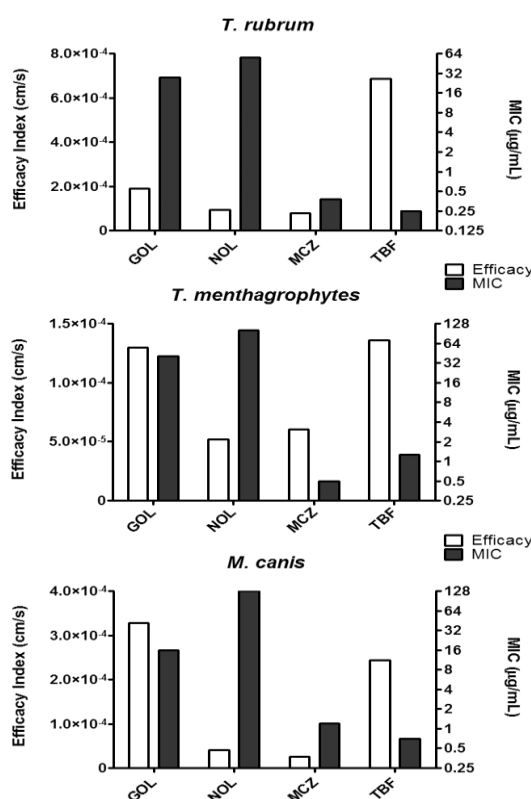 T. rubrum
8.0×10⁻⁴
6.0×10⁻⁴
4.0×10⁻⁴
2.0×10⁻⁴
0
Efficacy Index (cm/s)
64
32
16
8
4
2
1
0.5
0.25
0.125
MIC (µg/mL)
GOL NOL MCZ TBF
Efficacy
MIC
T. menthagrophytes
1.5×10⁻⁴
1.0×10⁻⁴
5.0×10⁻⁵
0
Efficacy Index (cm/s)
128
64
32
16
8
4
2
1
0.5
0.25
MIC (µg/mL)
GOL NOL MCZ TBF
Efficacy
MIC
M. canis
4.0×10⁻⁴
3.0×10⁻⁴
2.0×10⁻⁴
1.0×10⁻⁴
0
Efficacy Index (cm/s)
128
64
32
16
8
4
2
1
0.5
0.25
MIC (µg/mL)
GOL NOL MCZ TBF